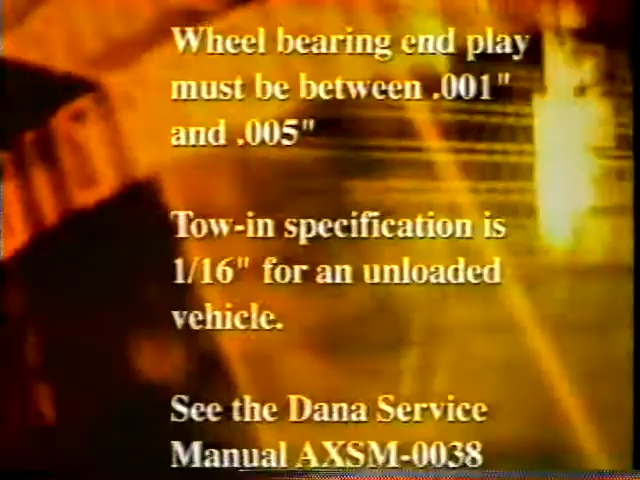 Wheel bearing end play
must be between .001"
and .005"
Tow-in specification is
1/16" for an unloaded
vehicle.
See the Dana Service
Manual AXSM-0038